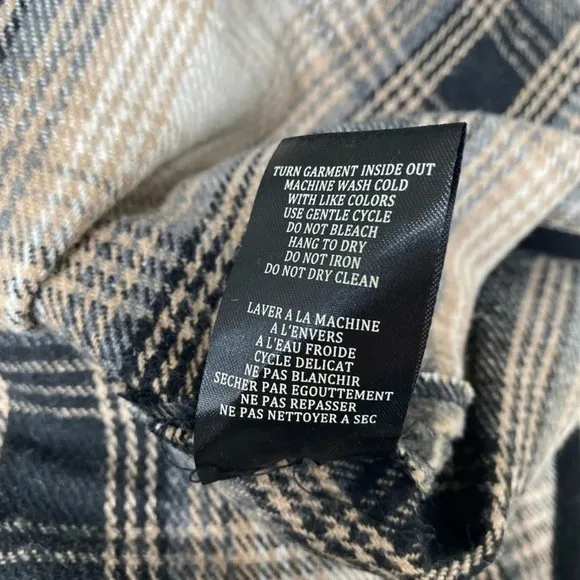 TURN GARMENT INSIDE OUT
MACHINE WASH COLD
WITH LIKE COLORS
USE GENTLE CYCLE
DO NOT BLEACH
HANG TO DRY
DO NOT IRON
DO NOT DRY CLEAN
LAVER A LA MACHINE
A L'ENVERS
A L'EAU FROIDE
CYCLE DELICAT
NE PAS BLANCHIR
SECHER PAR EGOUTTEMENT
NE PAS REPASSER
NE PAS NETTOYER A SEC